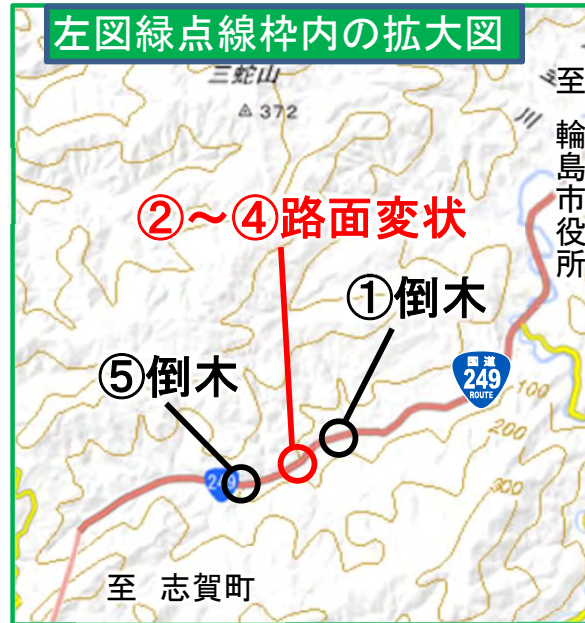 左図緑点線枠内の拡大図
三蛇山
372
至 輪島市役所
川
②～④路面変状
①倒木
⑤倒木
国道
249
ROUTE
100
200
300
249
至 志賀町